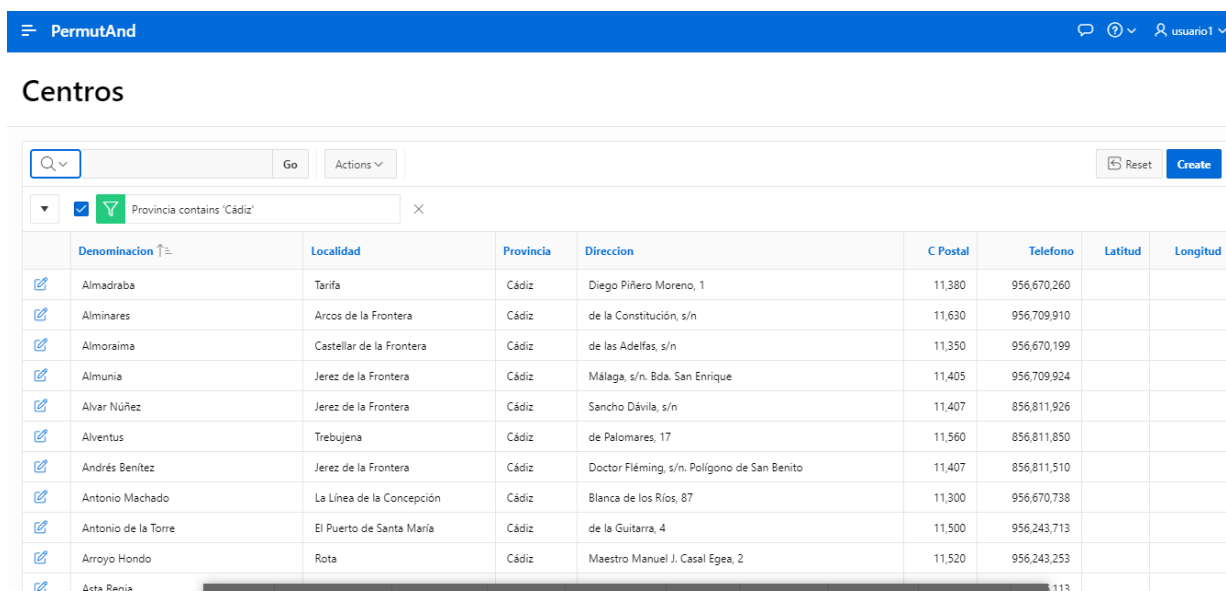 PermutAnd usuario1
Centros
Go Actions Reset Create
Provincia contains 'Cádiz'
Denominacion Localidad Provincia Direccion C Postal Telefono Latitud Longitud
Almadraba Tarifa Cádiz Diego Piñero Moreno, 1 11,380 956,670,260
Alminares Arcos de la Frontera Cádiz de la Constitución, s/n 11,630 956,709,910
Almoraima Castellar de la Frontera Cádiz de las Adelfas, s/n 11,350 956,670,199
Almunia Jerez de la Frontera Cádiz Málaga, s/n. Bda. San Enrique 11,405 956,709,924
Alvar Núñez Jerez de la Frontera Cádiz Sancho Dávila, s/n 11,407 856,811,926
Alventus Trebujena Cádiz de Palomares, 17 11,560 856,811,850
Andrés Benítez Jerez de la Frontera Cádiz Doctor Fléming, s/n. Polígono de San Benito 11,407 856,811,510
Antonio Machado La Línea de la Concepción Cádiz Blanca de los Ríos, 87 11,300 956,670,738
Antonio de la Torre El Puerto de Santa María Cádiz de la Guitarra, 4 11,500 956,243,713
Arroyo Hondo Rota Cádiz Maestro Manuel J. Casal Egea, 2 11,520 956,243,253
Asta Regia